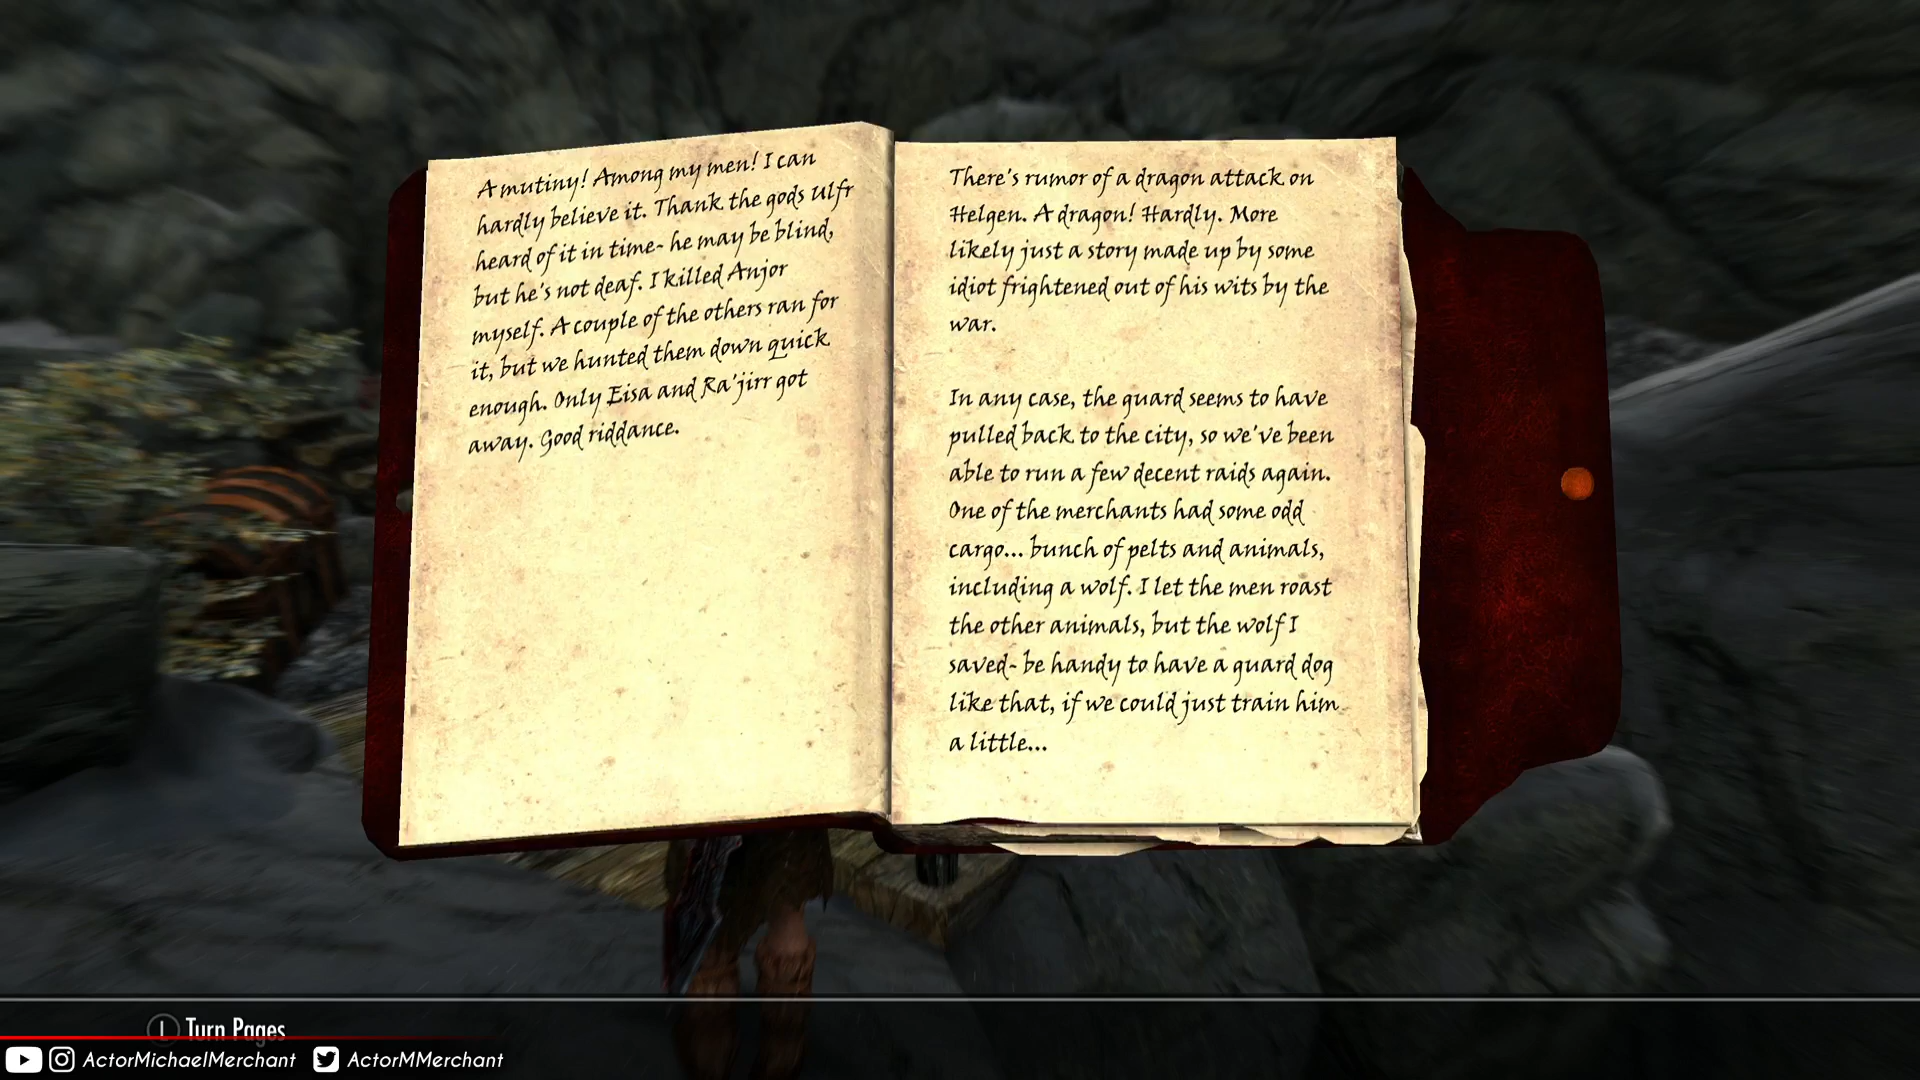 A mutiny! Among my men! I can
hardly believe it. Thank the gods Ulfr
heard of it in time- he may be blind,
but he's not deaf. I killed Anjor
myself. A couple of the others ran for
it, but we hunted them down quick
enough. Only Eisa and Ra'jirr got
away. Good riddance.
There's rumor of a dragon attack on
Helgen. A dragon! Hardly. More
likely just a story made up by some
idiot frightened out of his wits by the
war.
In any case, the guard seems to have
pulled back to the city, so we've been
able to run a few decent raids again.
One of the merchants had some odd
cargo... bunch of pelts and animals,
including a wolf. I let the men roast
the other animals, but the wolf I
saved- be handy to have a guard dog
like that, if we could just train him
a little...
L Turn Pages
ActorMichaelMerchant ActorMMerchant